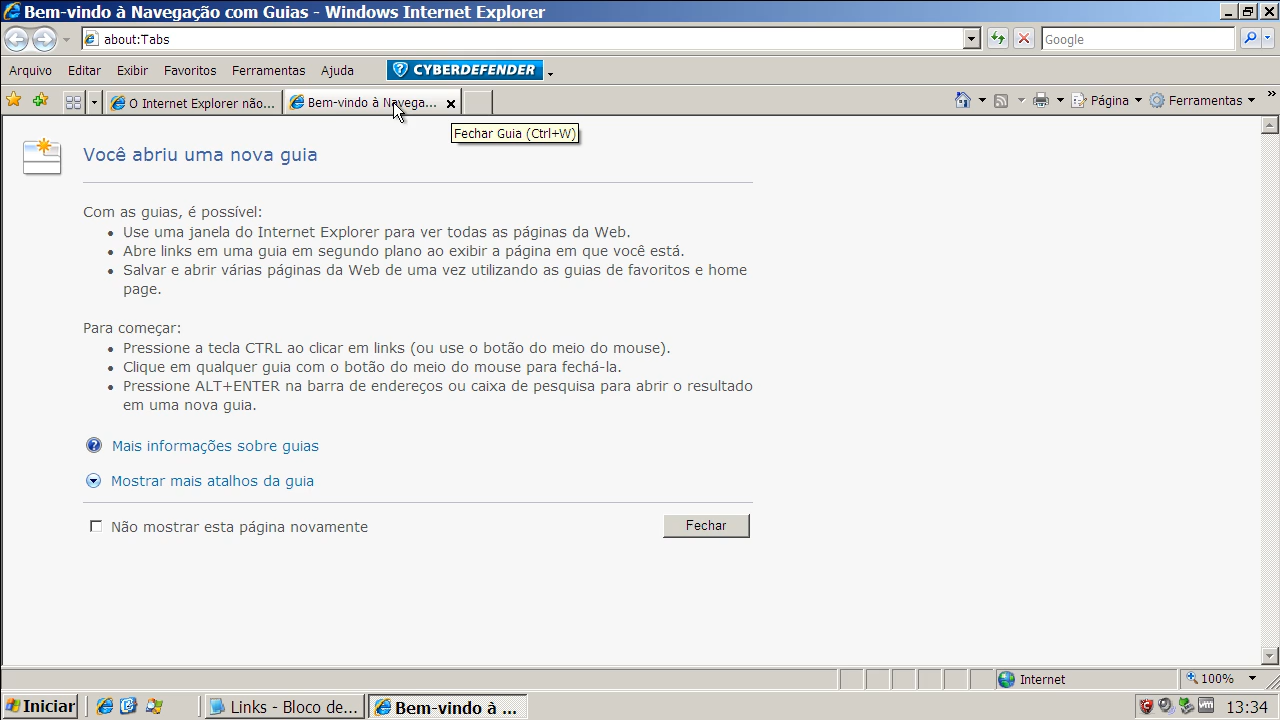 Bem-vindo à Navegação com Guias - Windows Internet Explorer
about:Tabs
Google
Arquivo Editar Exibir Favoritos Ferramentas Ajuda CYBERDEFENDER
O Internet Explorer não... Bem-vindo à Navega... Página Ferramentas
Fechar Guia (Ctrl+W)
Você abriu uma nova guia
Com as guias, é possível:
Use uma janela do Internet Explorer para ver todas as páginas da Web.
Abre links em uma guia em segundo plano ao exibir a página em que você está.
Salvar e abrir várias páginas da Web de uma vez utilizando as guias de favoritos e home
page.
Para começar:
Pressione a tecla CTRL ao clicar em links (ou use o botão do meio do mouse).
Clique em qualquer guia com o botão do meio do mouse para fechá-la.
Pressione ALT+ENTER na barra de endereços ou caixa de pesquisa para abrir o resultado
em uma nova guia.
Mais informações sobre guias
Mostrar mais atalhos da guia
Não mostrar esta página novamente
Fechar
Internet 100%
Iniciar Links - Bloco de... Bem-vindo à ... 13:34